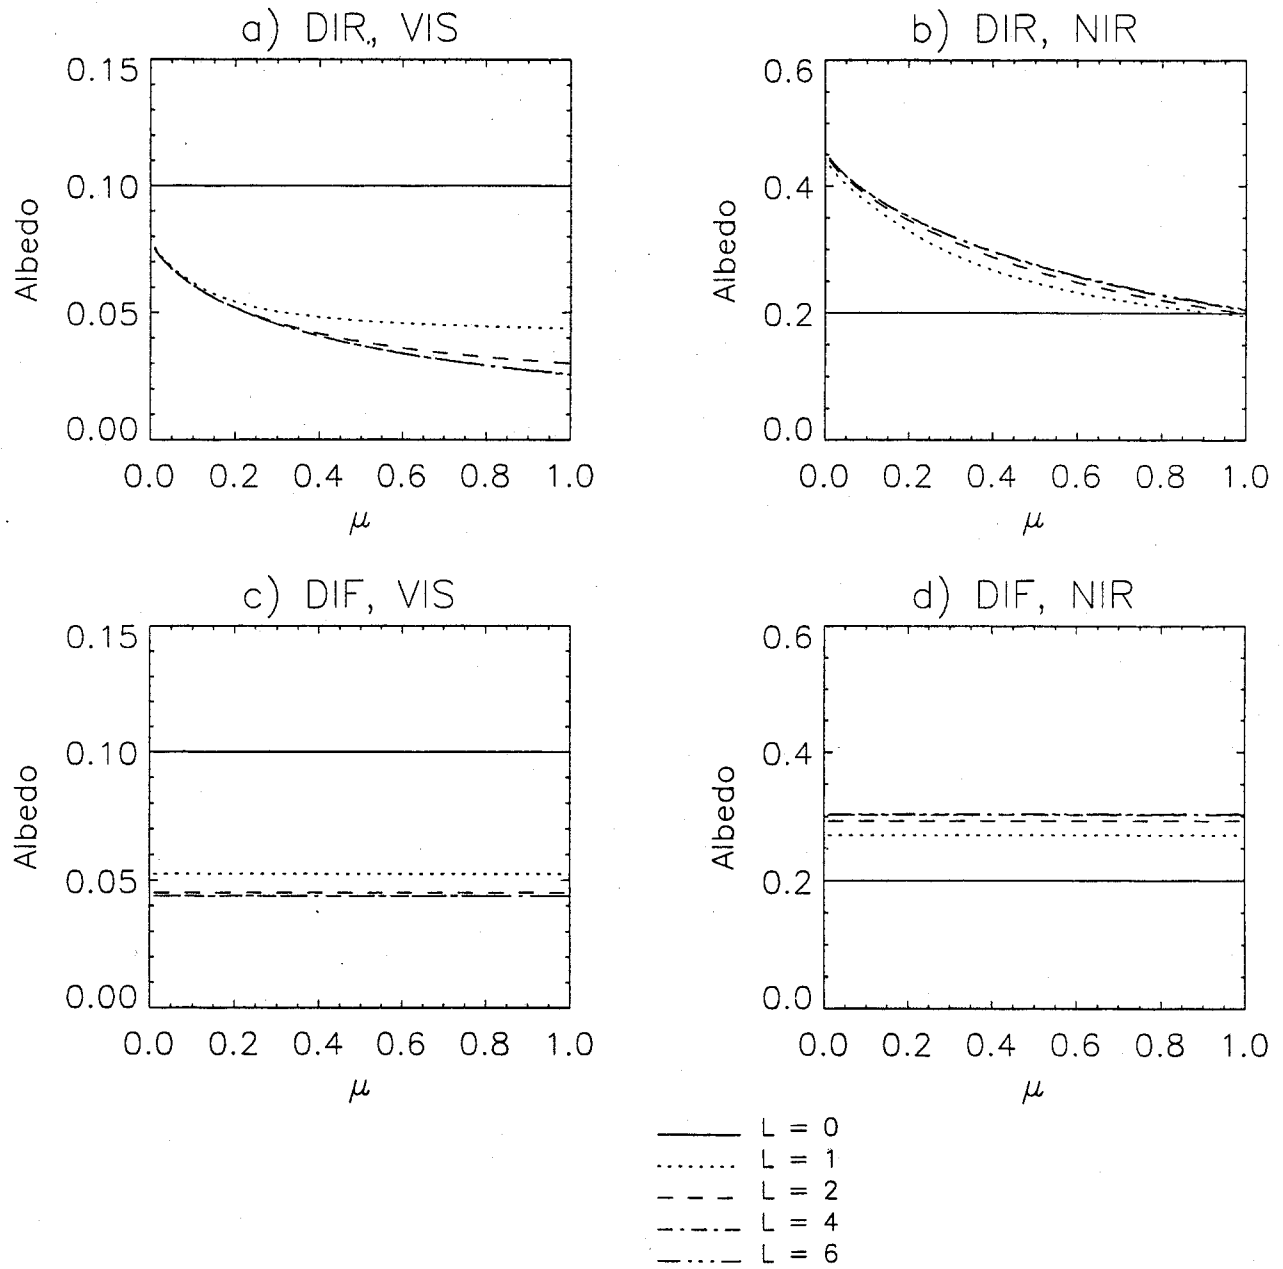 a) DIR, VIS
0.15
0.10
0.05
0.00
Albedo
0.0 0.2 0.4 0.6 0.8 1.0
μ
b) DIR, NIR
0.6
0.4
0.2
0.0
Albedo
0.0 0.2 0.4 0.6 0.8 1.0
μ
c) DIF, VIS
0.15
0.10
0.05
0.00
Albedo
0.0 0.2 0.4 0.6 0.8 1.0
μ
d) DIF, NIR
0.6
0.4
0.2
0.0
Albedo
0.0 0.2 0.4 0.6 0.8 1.0
μ
L = 0
L = 1
L = 2
L = 4
L = 6